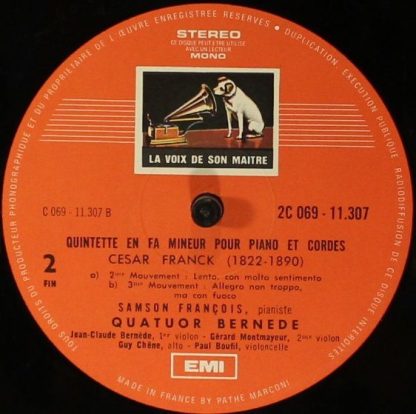 TOUS DROITS DU PRODUCTEUR PHONOGRAPHIQUE ET DU PROPRIETAIRE DE L'ŒUVRE ENREGISTRÉE RESERVES • DUPLICATION, EXECUTION PUBLIQUE RADIODIFFUSION DE CE DISQUE INTERDITES •
STEREO
CE DISQUE PEUT ETRE UTILISE
AVEC UN LECTEUR
MONO
LA VOIX DE SON MAITRE
C 069 - 11.307 B
2C 069 - 11.307
QUINTETTE EN FA MINEUR POUR PIANO ET CORDES
CESAR FRANCK (1822-1890)
2
FIN
a) 2ème Mouvement : Lento, con molto sentimento
b) 3ème Mouvement : Allegro non troppo,
ma con fuoco
SAMSON FRANÇOIS, pianiste
QUATUOR BERNEDE
Jean-Claude Bernède, 1er violon - Gérard Montmayeur, 2me violon
Guy Chêne, alto - Paul Boufil, violoncelle
EMI
MADE IN FRANCE BY PATHE MARCONI